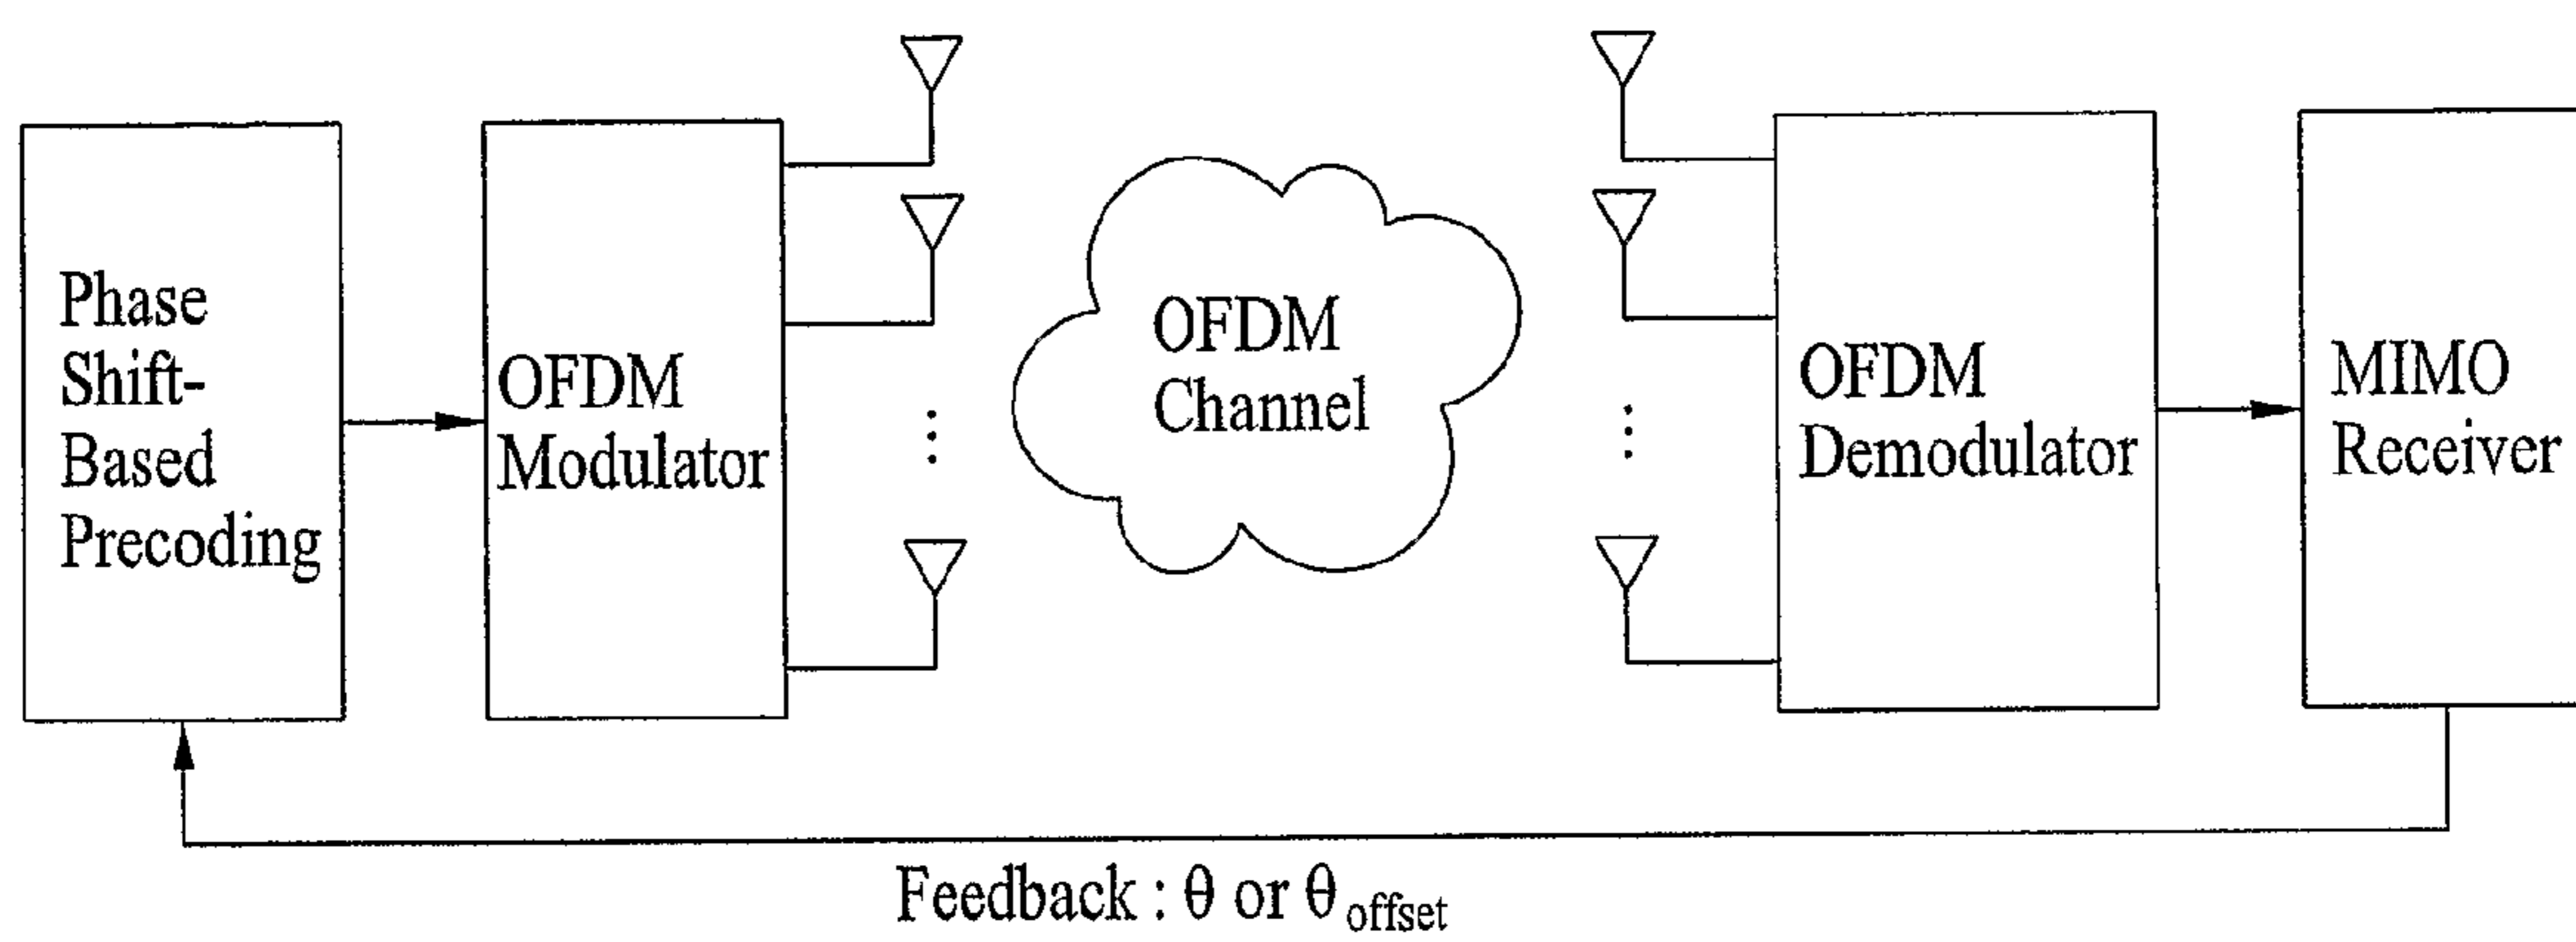 Phase
Shift-
Based
Precoding
OFDM
Modulator
OFDM
Channel
OFDM
Demodulator
MIMO
Receiver
Feedback : θ or θ offset